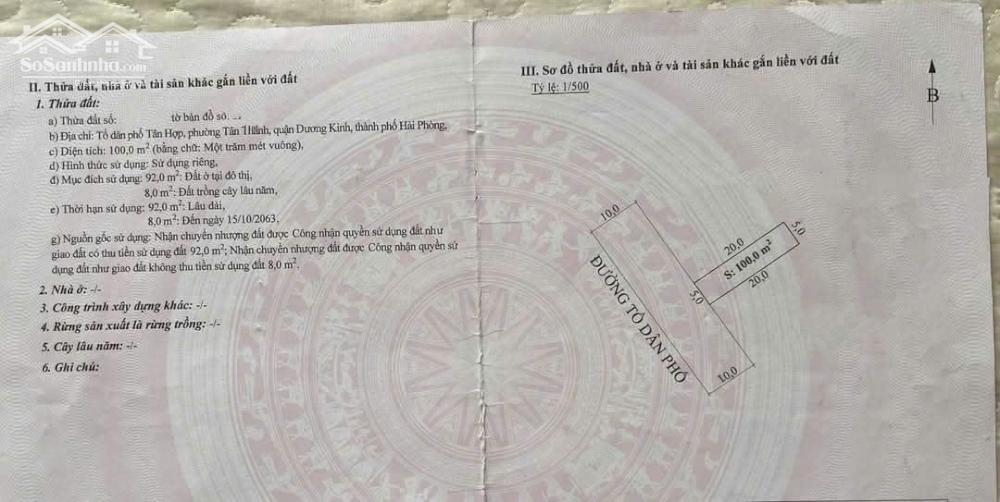 SoSanhnha.com
II. Thửa đất, nhà ở và tài sản khác gắn liền với đất
1. Thửa đất:
a) Thửa đất số: tờ bản đồ số:
b) Địa chỉ: Tổ dân phố Tân Hợp, phường Tân Thành, quận Dương Kinh, thành phố Hải Phòng,
c) Diện tích: 100,0 m² (bằng chữ: Một trăm mét vuông),
d) Hình thức sử dụng: Sử dụng riêng,
đ) Mục đích sử dụng: 92,0 m²: Đất ở tại đô thị,
8,0 m²: Đất trồng cây lâu năm,
e) Thời hạn sử dụng: 92,0 m²: Lâu dài,
8,0 m²: Đến ngày 15/10/2063,
g) Nguồn gốc sử dụng: Nhận chuyển nhượng đất được Công nhận quyền sử dụng đất như
giao đất có thu tiền sử dụng đất 92,0 m²; Nhận chuyển nhượng đất được Công nhận quyền sử
dụng đất như giao đất không thu tiền sử dụng đất 8,0 m².
2. Nhà ở: -/-
3. Công trình xây dựng khác: -/-
4. Rừng sản xuất là rừng trồng: -/-
5. Cây lâu năm: -/-
6. Ghi chú:
III. Sơ đồ thửa đất, nhà ở và tài sản khác gắn liền với đất
Tỷ lệ: 1/500
B
10,0
20,0
5,0
S: 100,0 m²
20,0
5,0
ĐƯỜNG TỔ DÂN PHỐ
10,0